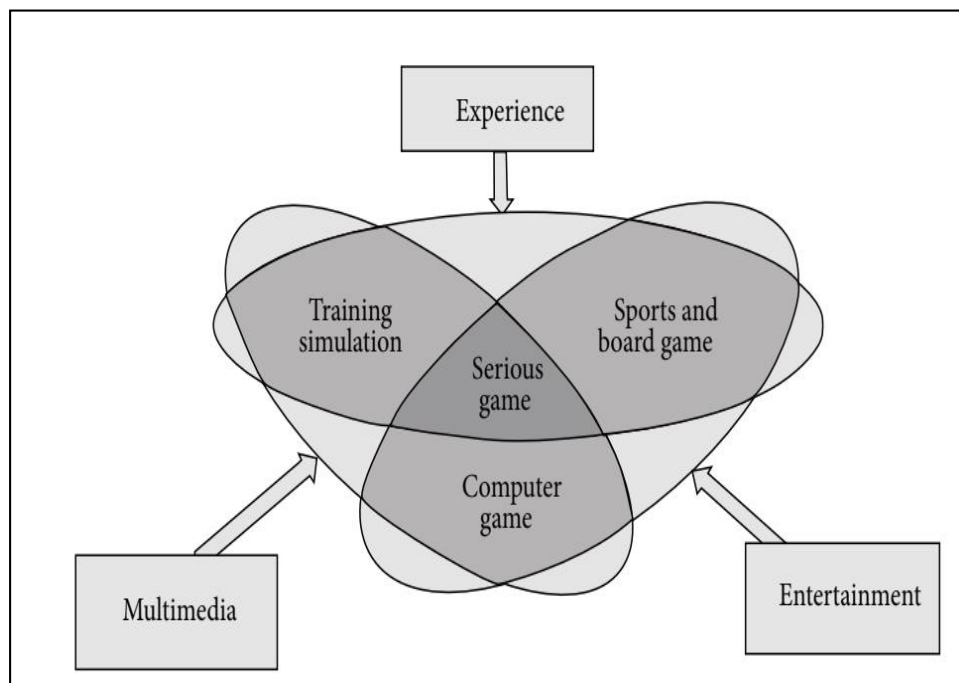 Experience
Training
simulation
Sports and
board game
Serious
game
Computer
game
Multimedia
Entertainment